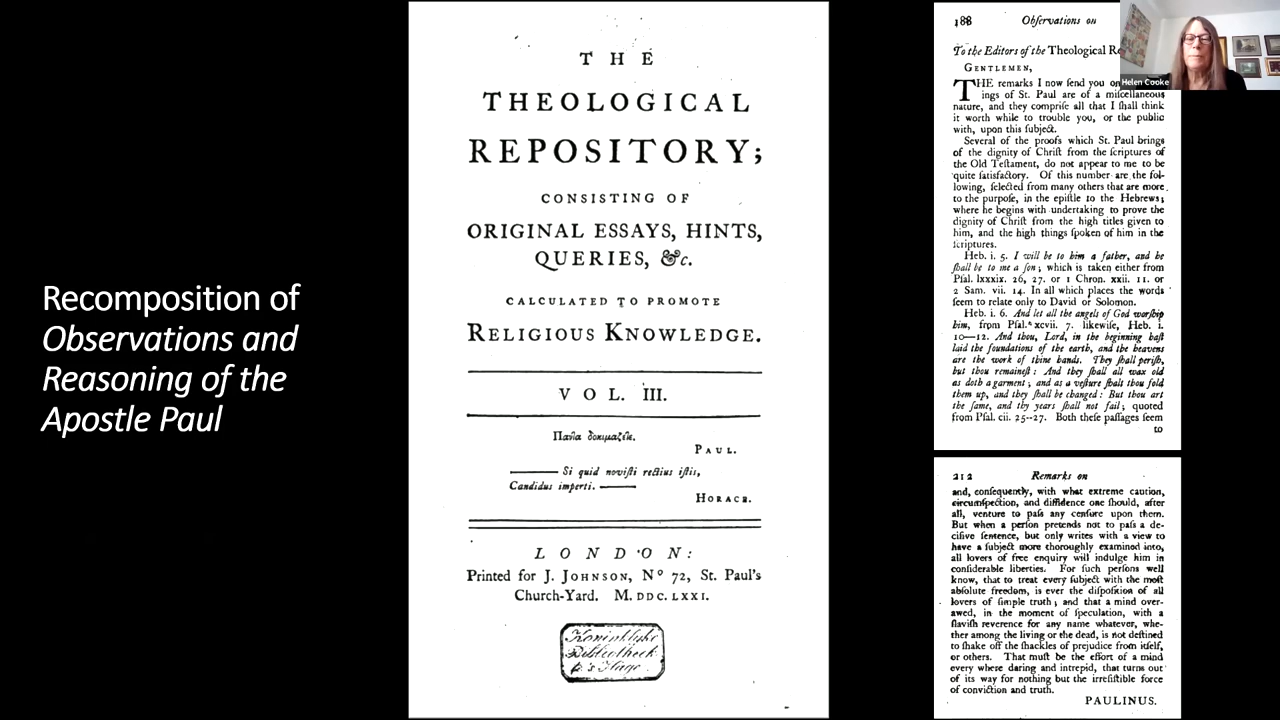 Recomposition of
Observations and
Reasoning of the
Apostle Paul
THE
THEOLOGICAL
REPOSITORY;
CONSISTING OF
ORIGINAL ESSAYS, HINTS,
QUERIES, &c.
CALCULATED TO PROMOTE
RELIGIOUS KNOWLEDGE.
VOL. III.
Παντα δοκιμαζετε.
PAUL.
Si quid noviſti rectius iſtis,
Candidus imperti.
HORACE.
LONDON:
Printed for J. JOHNSON, No 72, St. Paul's
Church-Yard. M.DDC.LXXI.
Koninklyke
Bibliotheek
188 Obſervations on
To the Editors of the Theological
GENTLEMEN,
THE remarks I now ſend you
ings of St. Paul are of a miſcellaneous
nature, and they compriſe all that I ſhall think
it worth while to trouble you, or the public
with, upon this ſubject.
Several of the proofs which St. Paul brings
of the dignity of Chriſt from the ſcriptures of
the Old Teſtament, do not appear to me to be
quite ſatisfactory. Of this number are the fol-
lowing, ſelected from many others that are more
to the purpoſe, in the epiſtle to the Hebrews;
where he begins with undertaking to prove the
dignity of Chriſt from the high titles given to
him, and the high things ſpoken of him in the
ſcriptures.
Heb. i. 5. I will be to him a father, and he
ſhall be to me a ſon; which is taken either from
Pſal. lxxxix. 26, 27. or 1 Chron. xxii. 11. or
2 Sam. vii. 14. In all which places the words
ſeem to relate only to David or Solomon.
Heb. i. 6. And let all the angels of God worſhip
him, from Pſal. xcvii. 7. likewiſe, Heb. i.
10—12. And thou, Lord, in the beginning haſt
laid the foundations of the earth, and the heavens
are the work of thine hands. They ſhall periſh,
but thou remaineſt: And they ſhall all wax old
as doth a garment; and as a veſture ſhalt thou fold
them up, and they ſhall be changed: But thou art
the ſame, and thy years ſhall not fail; quoted
from Pſal. cii. 25--27. Both theſe paſſages ſeem
to
Helen Cooke
212 Remarks on
and, conſequently, with what extreme caution,
circumſpection, and diffidence one ſhould, after
all, venture to paſs any cenſure upon them.
But when a perſon pretends not to paſs a de-
ciſive ſentence, but only writes with a view to
have a ſubject more thoroughly examined into,
all lovers of free enquiry will indulge him in
conſiderable liberties. For ſuch perſons well
know, that to treat every ſubject with the moſt
abſolute freedom, is ever the diſpoſition of all
lovers of ſimple truth; and that a mind over-
awed, in the moment of ſpeculation, with a
ſlaviſh reverence for any name whatever, whe-
ther among the living or the dead, is not deſtined
to ſhake off the ſhackles of prejudice from itſelf,
or others. That muſt be the effort of a mind
every where daring and intrepid, that turns out
of its way for nothing but the irreſiſtible force
of conviction and truth.
PAULINUS.